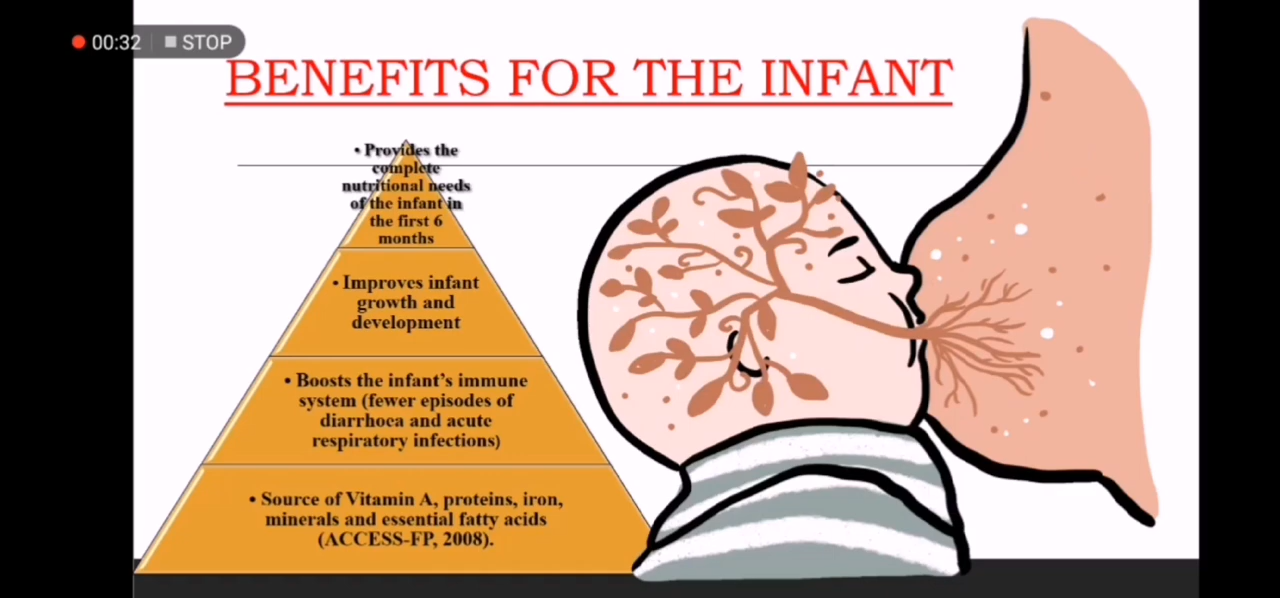 00:32 STOP
BENEFITS FOR THE INFANT
• Provides the
complete
nutritional needs
of the infant in
the first 6
months
• Improves infant
growth and
development
• Boosts the infant's immune
system (fewer episodes of
diarrhoea and acute
respiratory infections)
• Source of Vitamin A, proteins, iron,
minerals and essential fatty acids
(ACCESS-FP, 2008).